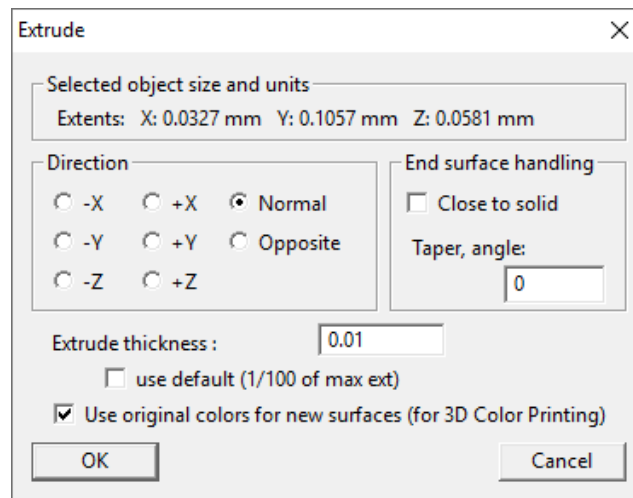 Extrude
Selected object size and units
Extents: X: 0.0327 mm Y: 0.1057 mm Z: 0.0581 mm
Direction
-X +X Normal
-Y +Y Opposite
-Z +Z
End surface handling
Close to solid
Taper, angle:
0
Extrude thickness : 0.01
use default (1/100 of max ext)
Use original colors for new surfaces (for 3D Color Printing)
OK Cancel